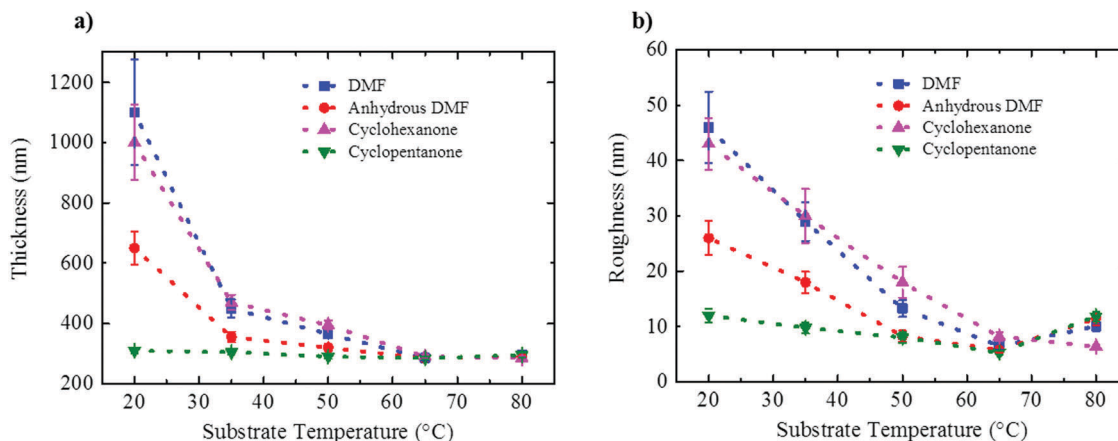 a)
1200
1000
800
600
400
200
Thickness (nm)
DMF
Anhydrous DMF
Cyclohexanone
Cyclopentanone
20 30 40 50 60 70 80
Substrate Temperature (°C)
b)
60
50
40
30
20
10
0
Roughness (nm)
DMF
Anhydrous DMF
Cyclohexanone
Cyclopentanone
20 30 40 50 60 70 80
Substrate Temperature (°C)